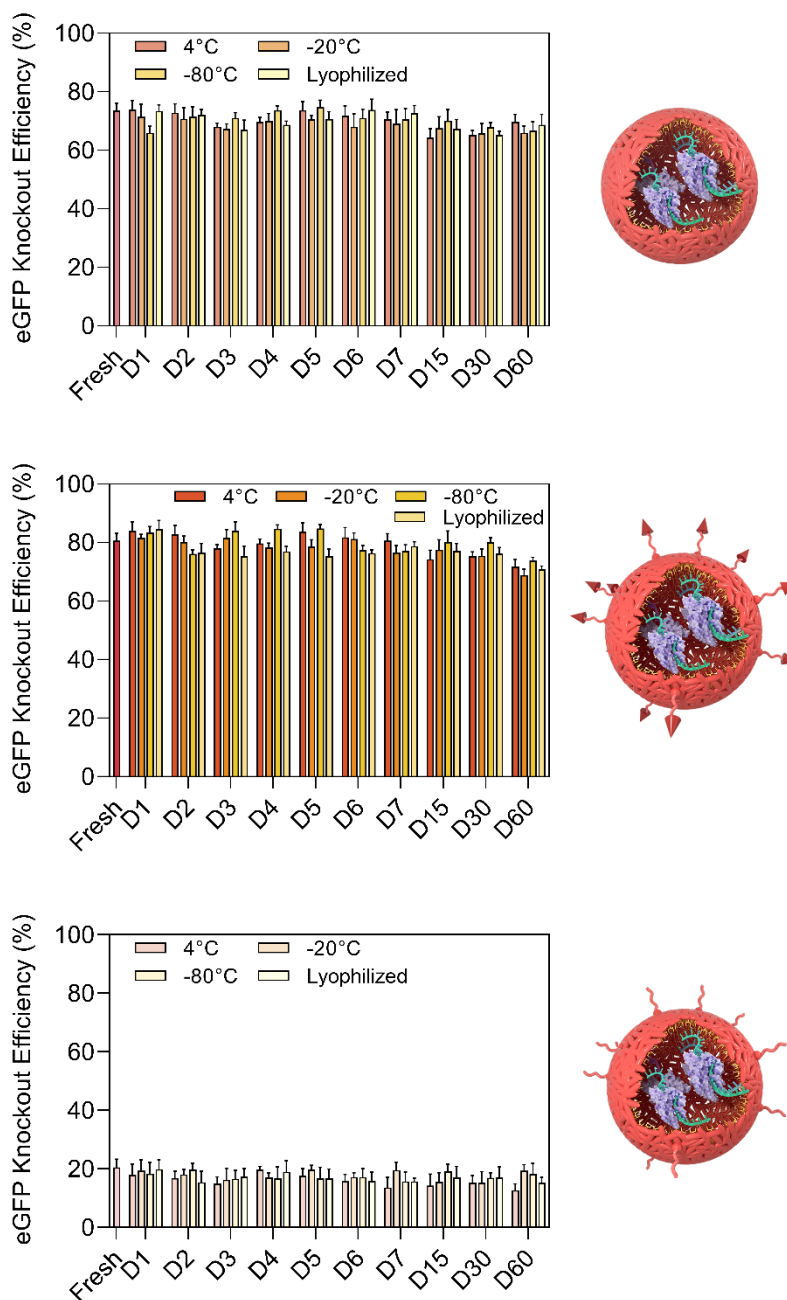 eGFP Knockout Efficiency (%)
100
80
60
40
20
0
4°C -20°C
-80°C Lyophilized
Fresh D1 D2 D3 D4 D5 D6 D7 D15 D30 D60
eGFP Knockout Efficiency (%)
100
80
60
40
20
0
4°C -20°C -80°C
Lyophilized
Fresh D1 D2 D3 D4 D5 D6 D7 D15 D30 D60
eGFP Knockout Efficiency (%)
100
80
60
40
20
0
4°C -20°C
-80°C Lyophilized
Fresh D1 D2 D3 D4 D5 D6 D7 D15 D30 D60